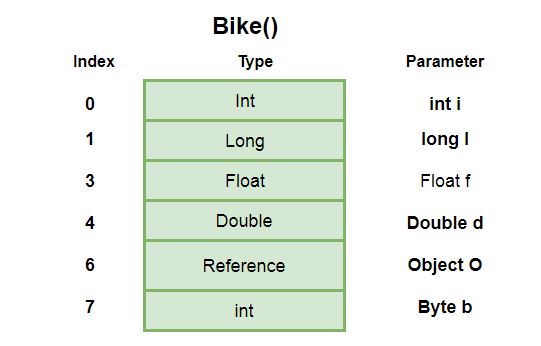 Bike()
Index Type Parameter
0 Int int i
1 Long long l
3 Float Float f
4 Double Double d
6 Reference Object O
7 int Byte b